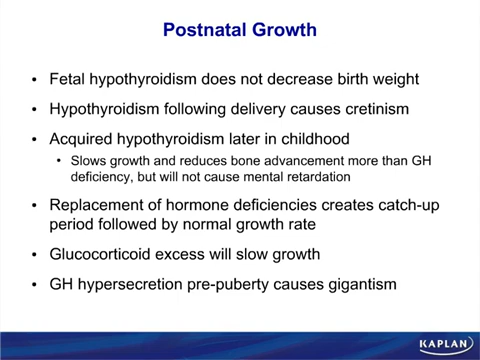 Postnatal Growth
• Fetal hypothyroidism does not decrease birth weight
• Hypothyroidism following delivery causes cretinism
• Acquired hypothyroidism later in childhood
• Slows growth and reduces bone advancement more than GH
deficiency, but will not cause mental retardation
• Replacement of hormone deficiencies creates catch-up
period followed by normal growth rate
• Glucocorticoid excess will slow growth
• GH hypersecretion pre-puberty causes gigantism
KAPLAN